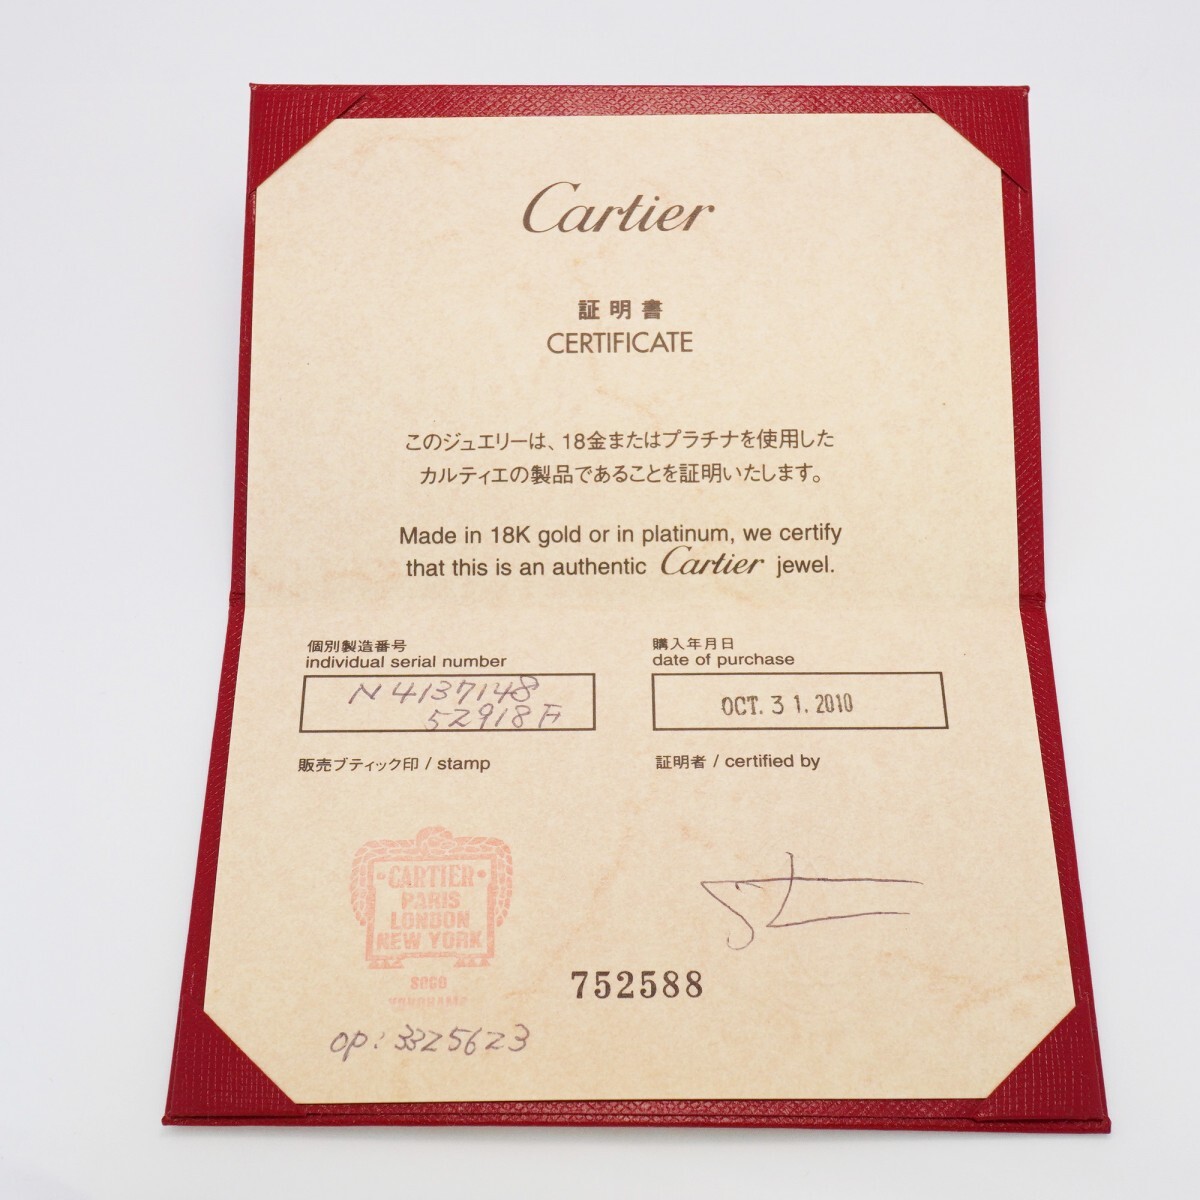 Cartier
証明書
CERTIFICATE
このジュエリーは、18金またはプラチナを使用した
カルティエの製品であることを証明いたします。
Made in 18K gold or in platinum, we certify
that this is an authentic Cartier jewel.
個別製造番号
individual serial number
N4137148
52918F
購入年月日
date of purchase
OCT. 31. 2010
販売ブティック印 / stamp
証明者 / certified by
CARTIER
PARIS
LONDON
NEW YORK
SOGO
YOKOHAMA
752588
OP: 3325623